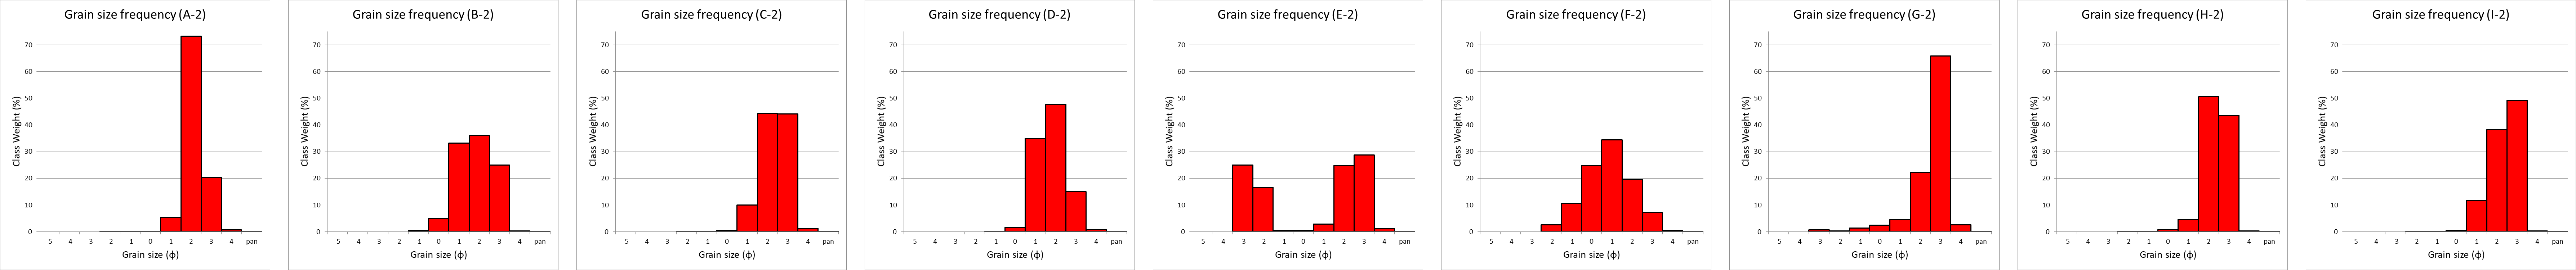 Grain size frequency (A-2)
70
60
50
40
30
20
10
0
Class Weight (%)
-5 -4 -3 -2 -1 0 1 2 3 4 pan
Grain size (ϕ)
Grain size frequency (B-2)
70
60
50
40
30
20
10
0
Class Weight (%)
-5 -4 -3 -2 -1 0 1 2 3 4 pan
Grain size (ϕ)
Grain size frequency (C-2)
70
60
50
40
30
20
10
0
Class Weight (%)
-5 -4 -3 -2 -1 0 1 2 3 4 pan
Grain size (ϕ)
Grain size frequency (D-2)
70
60
50
40
30
20
10
0
Class Weight (%)
-5 -4 -3 -2 -1 0 1 2 3 4 pan
Grain size (ϕ)
Grain size frequency (E-2)
70
60
50
40
30
20
10
0
Class Weight (%)
-5 -4 -3 -2 -1 0 1 2 3 4 pan
Grain size (ϕ)
Grain size frequency (F-2)
70
60
50
40
30
20
10
0
Class Weight (%)
-5 -4 -3 -2 -1 0 1 2 3 4 pan
Grain size (ϕ)
Grain size frequency (G-2)
70
60
50
40
30
20
10
0
Class Weight (%)
-5 -4 -3 -2 -1 0 1 2 3 4 pan
Grain size (ϕ)
Grain size frequency (H-2)
70
60
50
40
30
20
10
0
Class Weight (%)
-5 -4 -3 -2 -1 0 1 2 3 4 pan
Grain size (ϕ)
Grain size frequency (I-2)
70
60
50
40
30
20
10
0
Class Weight (%)
-5 -4 -3 -2 -1 0 1 2 3 4 pan
Grain size (ϕ)